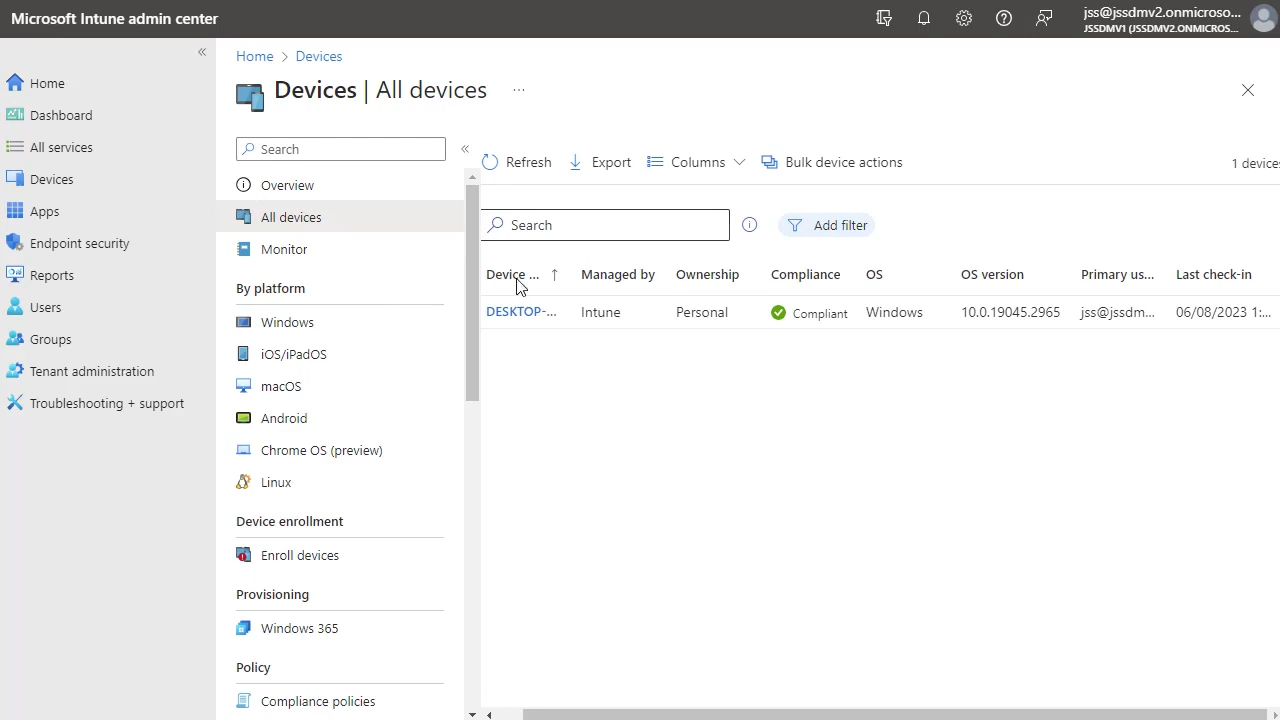 Microsoft Intune admin center
jss@jssdmv2.onmicroso...
JSSDMV1 (JSSDMV2.ONMICROS...
Home
Dashboard
All services
Devices
Apps
Endpoint security
Reports
Users
Groups
Tenant administration
Troubleshooting + support
Home > Devices
Devices | All devices ...
Search
Overview
All devices
Monitor
By platform
Windows
iOS/iPadOS
macOS
Android
Chrome OS (preview)
Linux
Device enrollment
Enroll devices
Provisioning
Windows 365
Policy
Compliance policies
Refresh Export Columns Bulk device actions 1 devices
Search Add filter
Device ... ↑ Managed by Ownership Compliance OS OS version Primary us... Last check-in
DESKTOP-... Intune Personal Compliant Windows 10.0.19045.2965 jss@jssdm... 06/08/2023 1:...